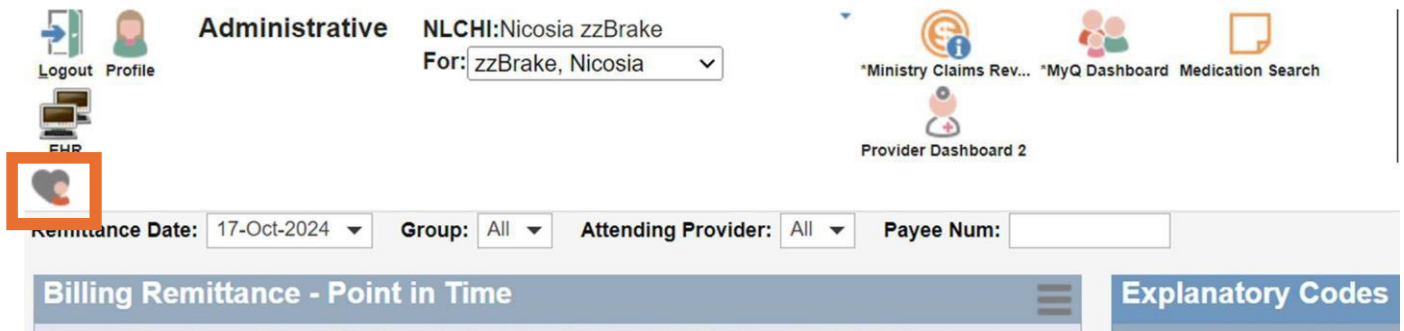 Administrative
NLCHI:Nicosia zzBrake
For: zzBrake, Nicosia
Logout Profile
*Ministry Claims Rev... *MyQ Dashboard Medication Search
EHR
Provider Dashboard 2
Remittance Date: 17-Oct-2024 Group: All Attending Provider: All Payee Num:
Billing Remittance - Point in Time
Explanatory Codes